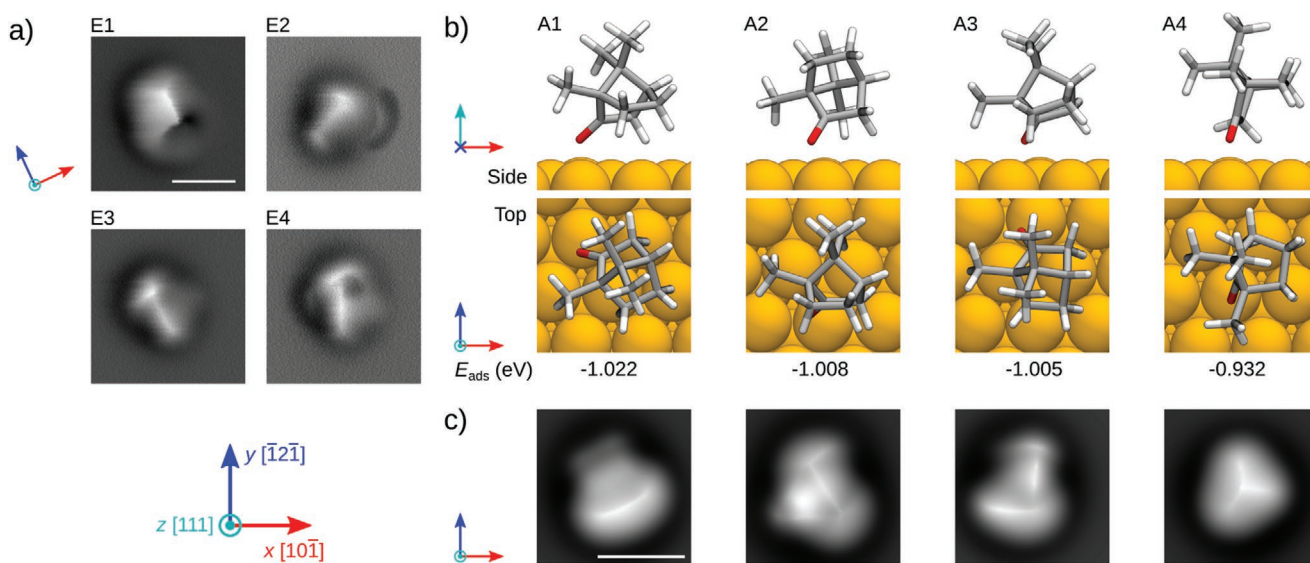 a)
E1
E2
E3
E4
y [1̅21̅]
z [111]
x [101̅]
b)
A1
A2
A3
A4
Side
Top
Eads (eV)
-1.022
-1.008
-1.005
-0.932
c)